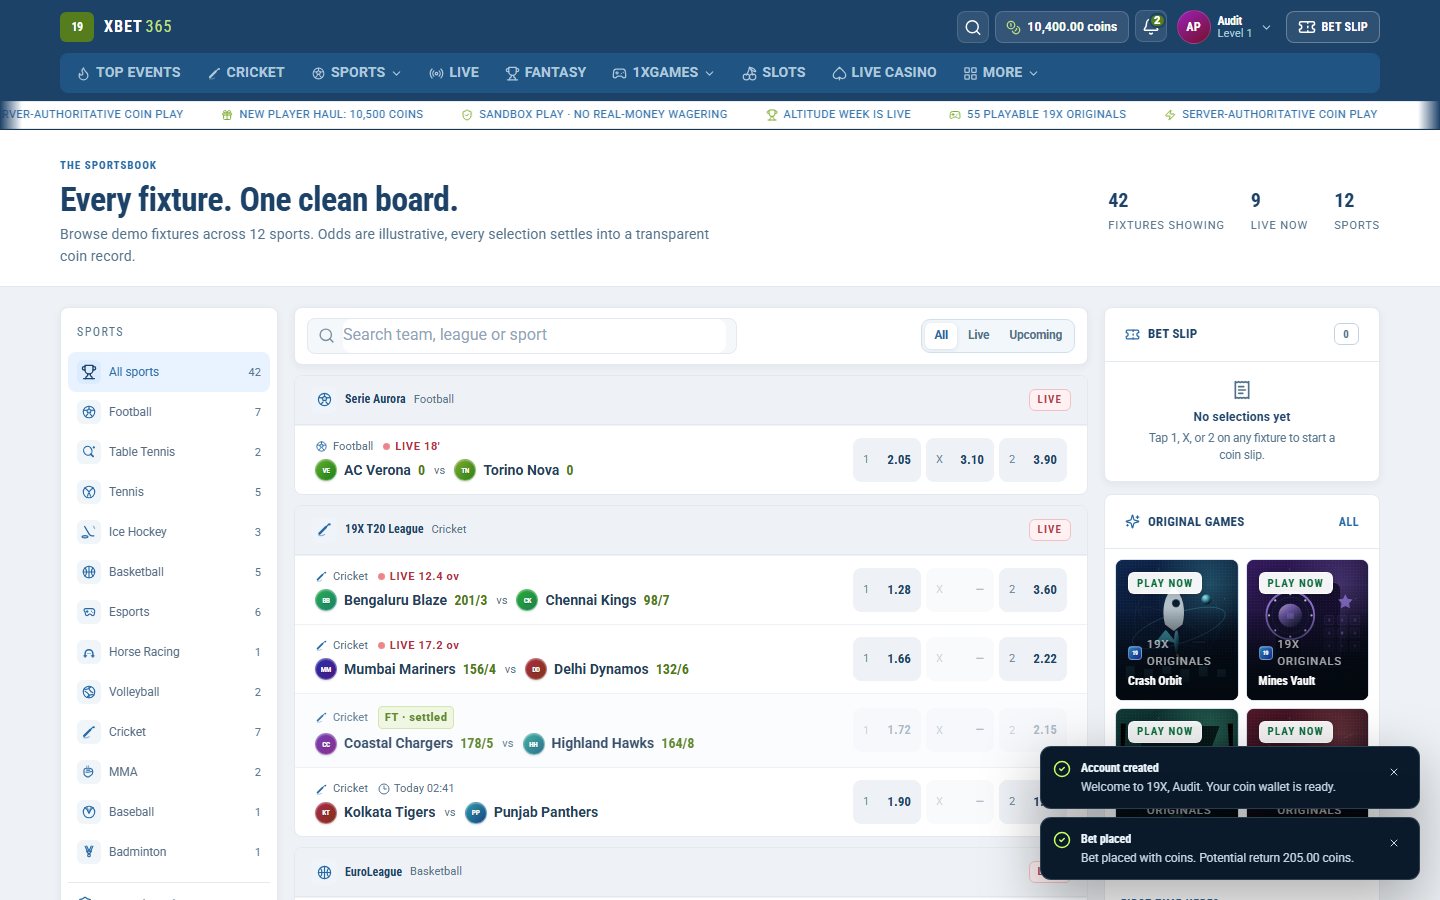 19 XBET 365
10,400.00 coins
2
AP Audit
Level 1
BET SLIP
TOP EVENTS CRICKET SPORTS LIVE FANTASY 1XGAMES SLOTS LIVE CASINO MORE
RVER-AUTHORITATIVE COIN PLAY NEW PLAYER HAUL: 10,500 COINS SANDBOX PLAY · NO REAL-MONEY WAGERING ALTITUDE WEEK IS LIVE 55 PLAYABLE 19X ORIGINALS SERVER-AUTHORITATIVE COIN PLAY
THE SPORTSBOOK
Every fixture. One clean board.
Browse demo fixtures across 12 sports. Odds are illustrative, every selection settles into a transparent
coin record.
42 9 12
FIXTURES SHOWING LIVE NOW SPORTS
SPORTS
All sports 42
Football 7
Table Tennis 2
Tennis 5
Ice Hockey 3
Basketball 5
Esports 6
Horse Racing 1
Volleyball 2
Cricket 7
MMA 2
Baseball 1
Badminton 1
Search team, league or sport
All Live Upcoming
Serie Aurora Football LIVE
Football LIVE 18'
VE AC Verona 0 vs TN Torino Nova 0
1 2.05 X 3.10 2 3.90
19X T20 League Cricket LIVE
Cricket LIVE 12.4 ov
BB Bengaluru Blaze 201/3 vs CK Chennai Kings 98/7
1 1.28 X — 2 3.60
Cricket LIVE 17.2 ov
MM Mumbai Mariners 156/4 vs DD Delhi Dynamos 132/6
1 1.66 X — 2 2.22
Cricket FT · settled
CC Coastal Chargers 178/5 vs HH Highland Hawks 164/8
1 1.72 X — 2 2.15
Cricket Today 02:41
KT Kolkata Tigers vs PP Punjab Panthers
1 1.90 X — 2
EuroLeague Basketball
BET SLIP 0
No selections yet
Tap 1, X, or 2 on any fixture to start a
coin slip.
ORIGINAL GAMES ALL
PLAY NOW
19 19X
ORIGINALS
Crash Orbit
PLAY NOW
19 19X
ORIGINALS
Mines Vault
PLAY NOW
PLAY NOW
ORIGINALS
ORIGINALS
Account created
Welcome to 19X, Audit. Your coin wallet is ready.
Bet placed
Bet placed with coins. Potential return 205.00 coins.